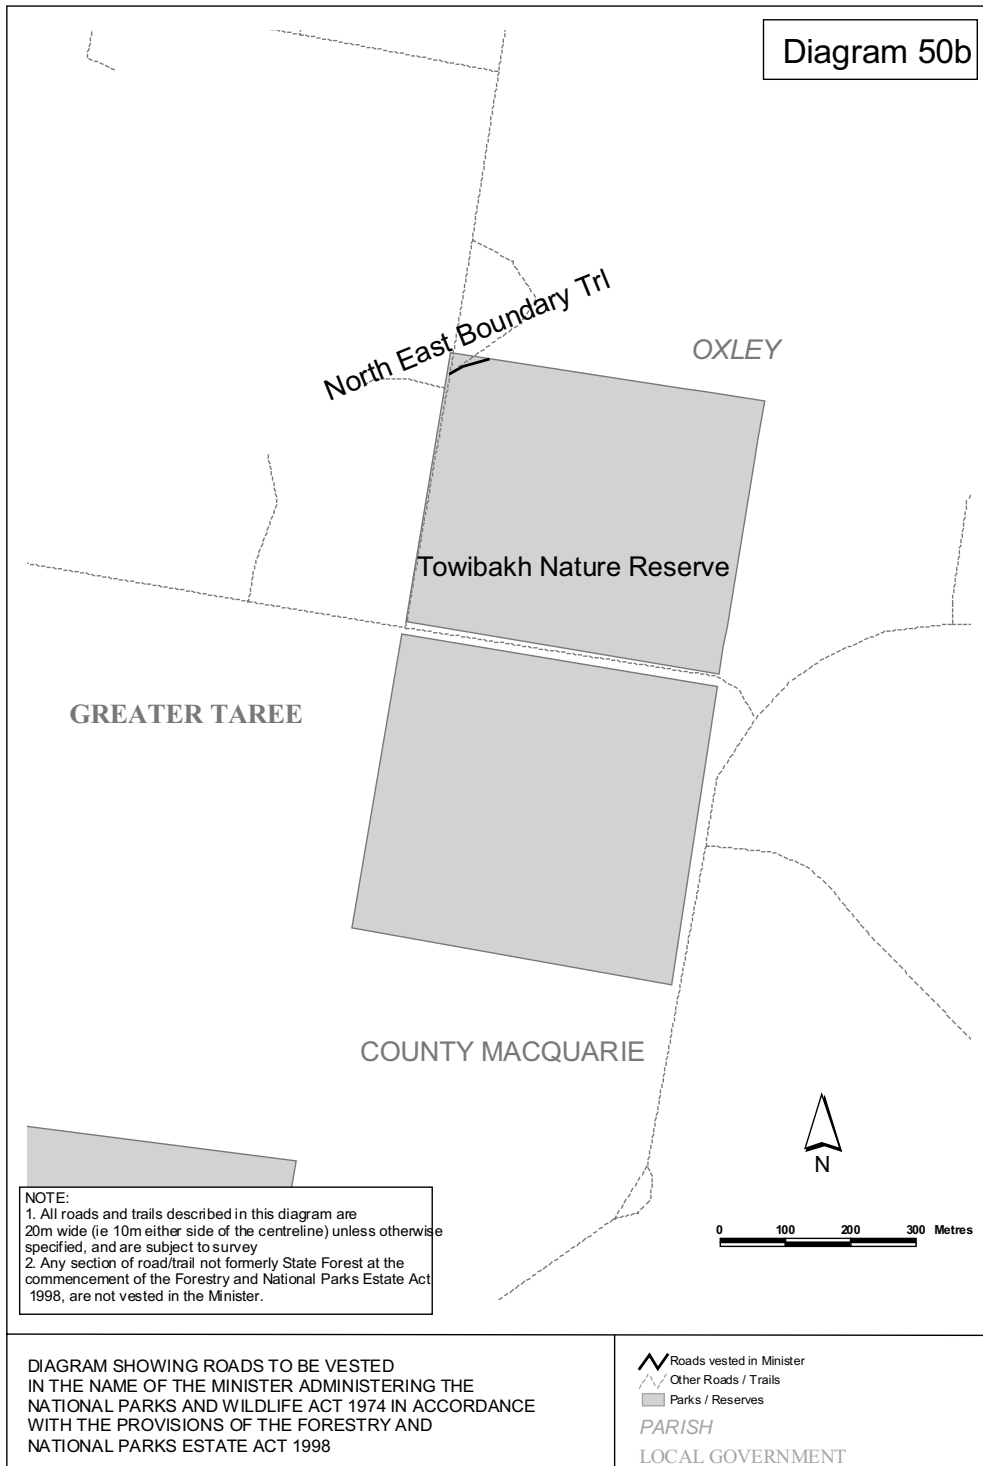 Diagram 50b
North East Boundary Trl
OXLEY
Towibakh Nature Reserve
GREATER TAREE
COUNTY MACQUARIE
N
0 100 200 300 Metres
NOTE:
1. All roads and trails described in this diagram are
20m wide (ie 10m either side of the centreline) unless otherwise
specified, and are subject to survey
2. Any section of road/trail not formerly State Forest at the
commencement of the Forestry and National Parks Estate Act
1998, are not vested in the Minister.
DIAGRAM SHOWING ROADS TO BE VESTED
IN THE NAME OF THE MINISTER ADMINISTERING THE
NATIONAL PARKS AND WILDLIFE ACT 1974 IN ACCORDANCE
WITH THE PROVISIONS OF THE FORESTRY AND
NATIONAL PARKS ESTATE ACT 1998
Roads vested in Minister
Other Roads / Trails
Parks / Reserves
PARISH
LOCAL GOVERNMENT